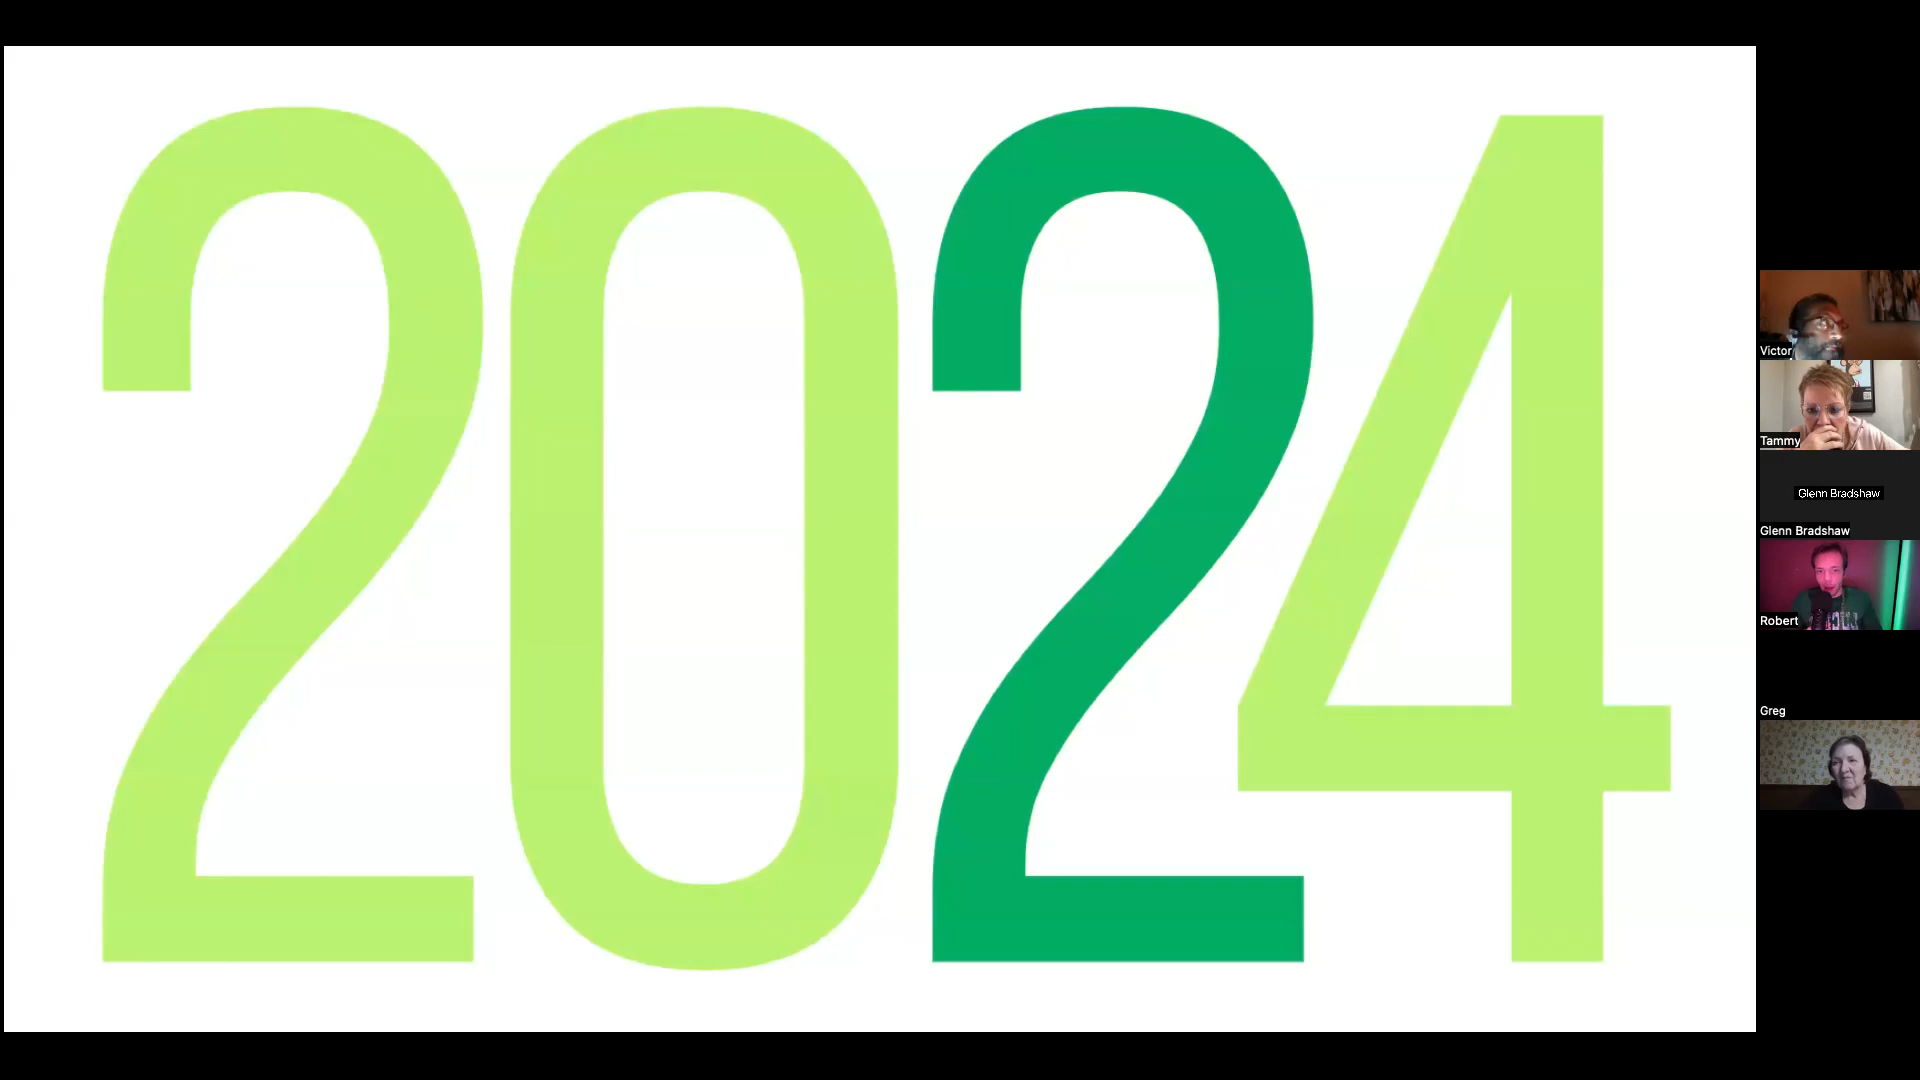 2024
Victor
Tammy
Glenn Bradshaw
Glenn Bradshaw
Robert
Greg